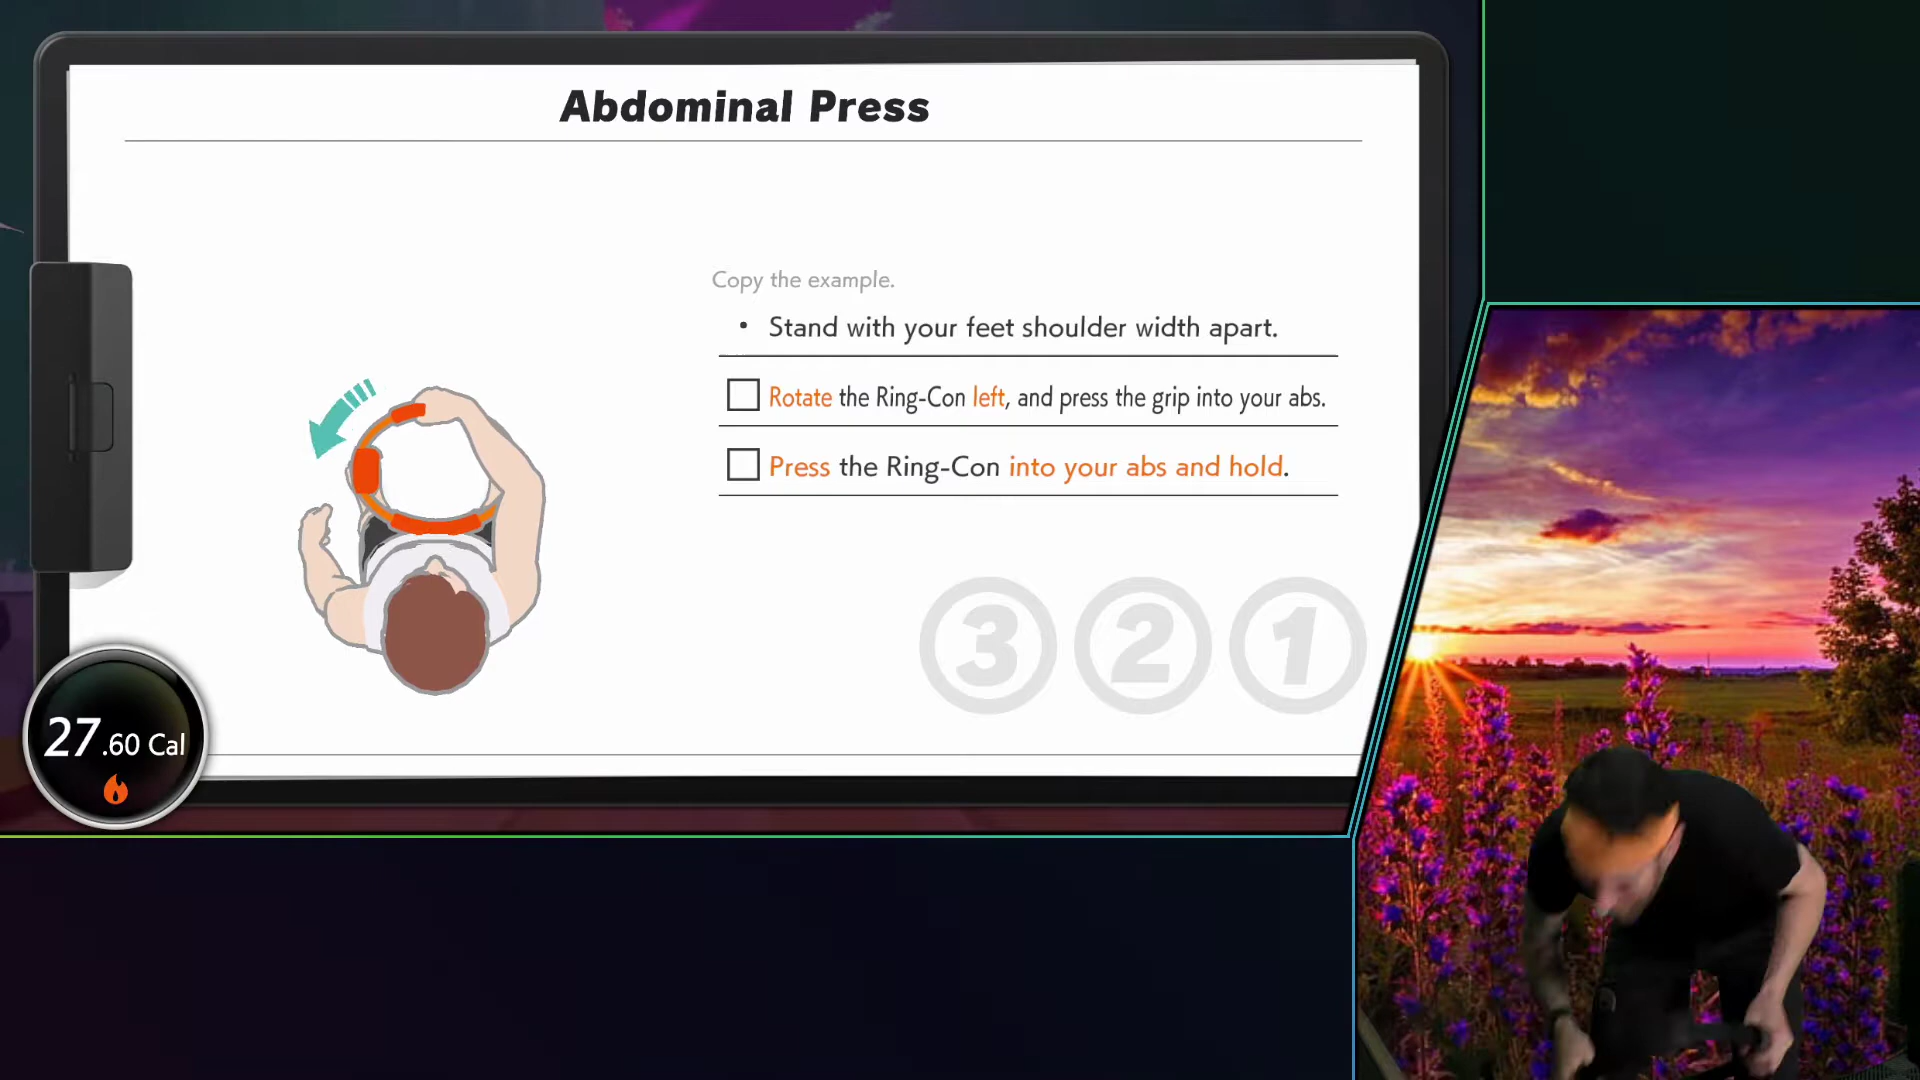 Abdominal Press
Copy the example.
• Stand with your feet shoulder width apart.
Rotate the Ring-Con left, and press the grip into your abs.
Press the Ring-Con into your abs and hold.
3 2 1
27.60 Cal